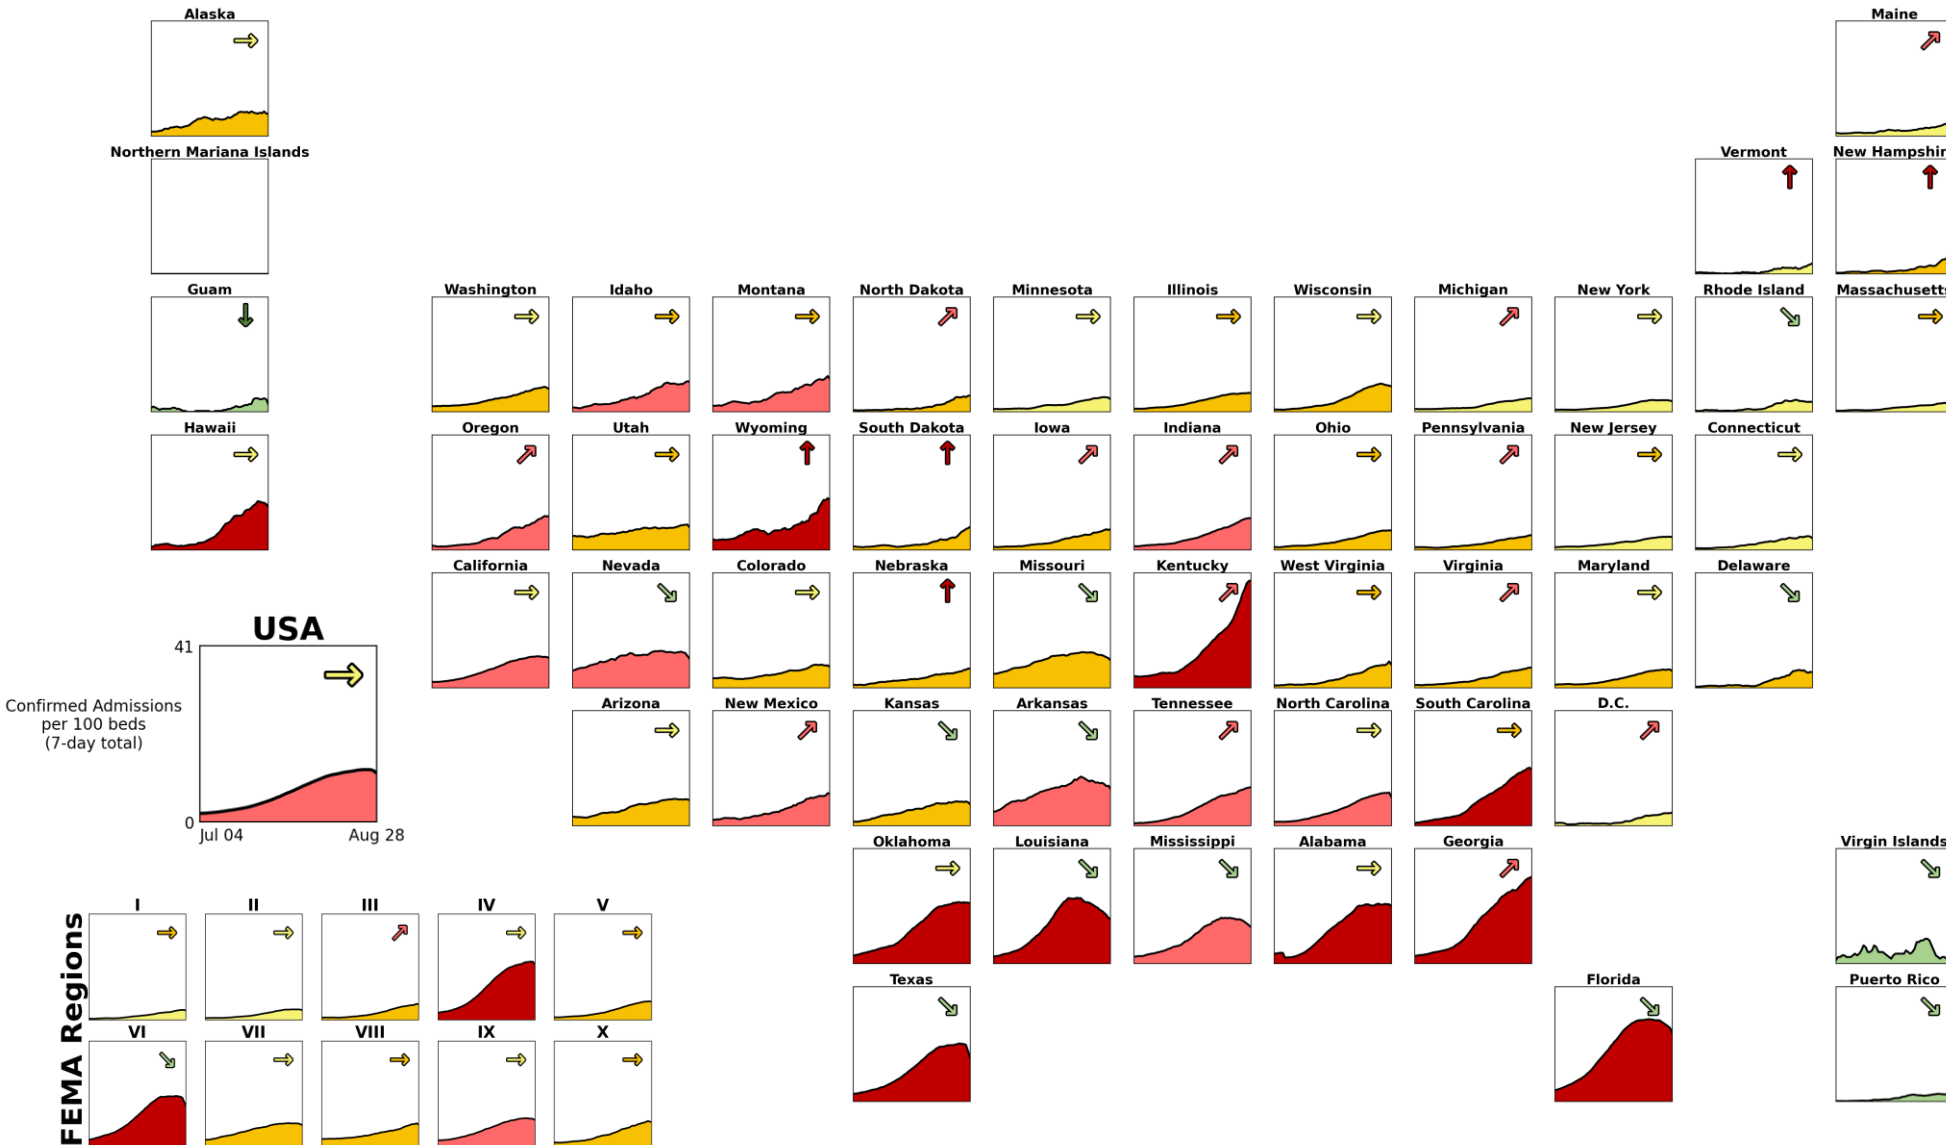 Alaska
Maine
Northern Mariana Islands
Vermont
New Hampshir
Guam
Washington
Idaho
Montana
North Dakota
Minnesota
Illinois
Wisconsin
Michigan
New York
Rhode Island
Massachusetts
Hawaii
Oregon
Utah
Wyoming
South Dakota
Iowa
Indiana
Ohio
Pennsylvania
New Jersey
Connecticut
California
Nevada
Colorado
Nebraska
Missouri
Kentucky
West Virginia
Virginia
Maryland
Delaware
USA
41
Confirmed Admissions
per 100 beds
(7-day total)
0
Jul 04
Aug 28
Arizona
New Mexico
Kansas
Arkansas
Tennessee
North Carolina
South Carolina
D.C.
Oklahoma
Louisiana
Mississippi
Alabama
Georgia
Virgin Islands
Texas
Florida
Puerto Rico
FEMA Regions
I
II
III
IV
V
VI
VII
VIII
IX
X